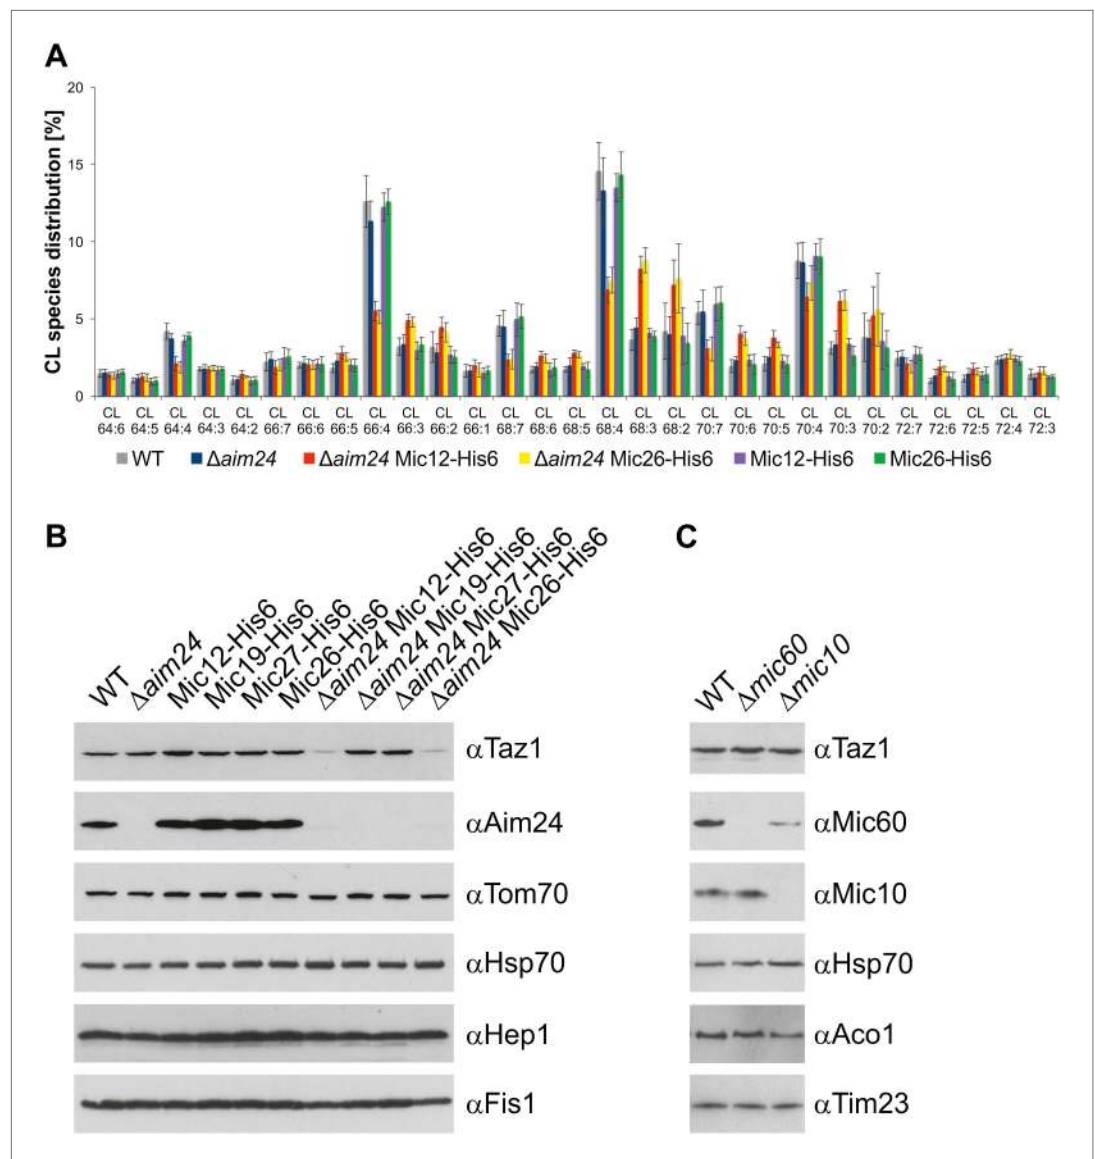 A
CL species distribution [%]
20
15
10
5
0
CL CL CL CL CL CL CL CL CL CL CL CL CL CL CL CL CL CL CL CL CL CL CL CL CL CL CL
64:6 64:5 64:4 64:3 64:2 66:7 66:6 66:5 66:4 66:3 66:2 66:1 68:7 68:6 68:5 68:4 68:3 68:2 70:7 70:6 70:5 70:4 70:3 70:2 72:7 72:6 72:5 72:4 72:3
WT Δaim24 Δaim24 Mic12-His6 Δaim24 Mic26-His6 Mic12-His6 Mic26-His6
B
WT
Δaim24
Mic12-His6
Mic19-His6
Mic27-His6
Mic26-His6
Δaim24 Mic12-His6
Δaim24 Mic19-His6
Δaim24 Mic27-His6
Δaim24 Mic26-His6
αTaz1
αAim24
αTom70
αHsp70
αHep1
αFis1
C
WT
Δmic60
Δmic10
αTaz1
αMic60
αMic10
αHsp70
αAco1
αTim23